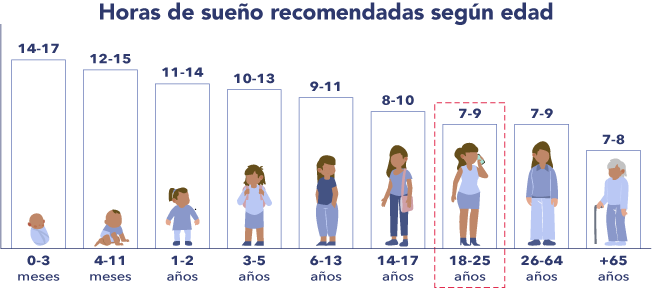 Horas de sueño recomendadas según edad
14-17
12-15
11-14
10-13
9-11
8-10
7-9
7-9
7-8
0-3
meses
4-11
meses
1-2
años
3-5
años
6-13
años
14-17
años
18-25
años
26-64
años
+65
años